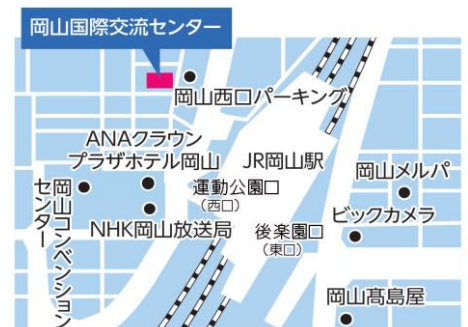 岡山国際交流センター
岡山西口パーキング
ANAクラウン
プラザホテル岡山
JR岡山駅
岡山メルパ
運動公園口
(西口)
岡山コンベンション
センター
NHK岡山放送局
後楽園口
(東口)
ビックカメラ
岡山髙島屋